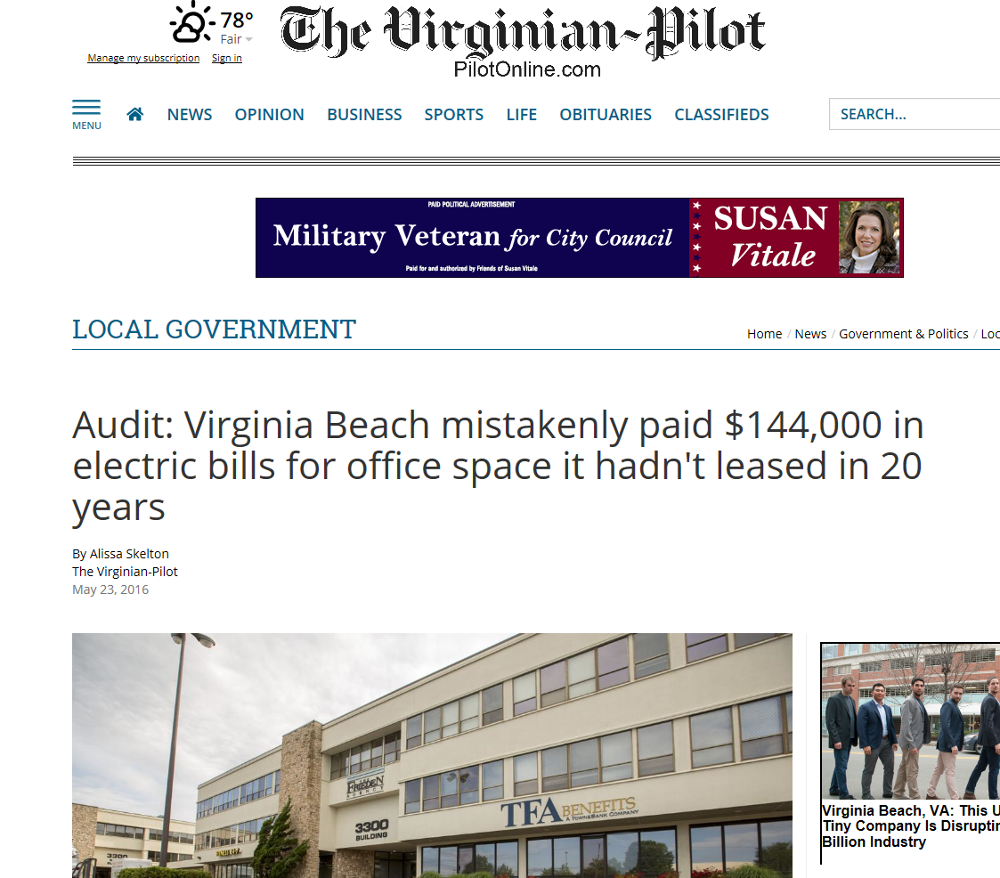 78°
Fair
Manage my subscription Sign in
The Virginian-Pilot
PilotOnline.com
MENU
NEWS OPINION BUSINESS SPORTS LIFE OBITUARIES CLASSIFIEDS
SEARCH...
PAID POLITICAL ADVERTISEMENT
Military Veteran for City Council
Paid for and authorized by Friends of Susan Vitale
SUSAN
Vitale
LOCAL GOVERNMENT
Home / News / Government & Politics / Loc
Audit: Virginia Beach mistakenly paid $144,000 in
electric bills for office space it hadn't leased in 20
years
By Alissa Skelton
The Virginian-Pilot
May 23, 2016
FRIEDEN
AGENCY
3300
BUILDING
TFA BENEFITS
A TOWNEBANK COMPANY
3300
Virginia Beach, VA: This U
Tiny Company Is Disruptin
Billion Industry